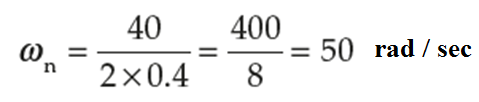 ωₙ = 40 / (2×0.4) = 400 / 8 = 50 rad / sec